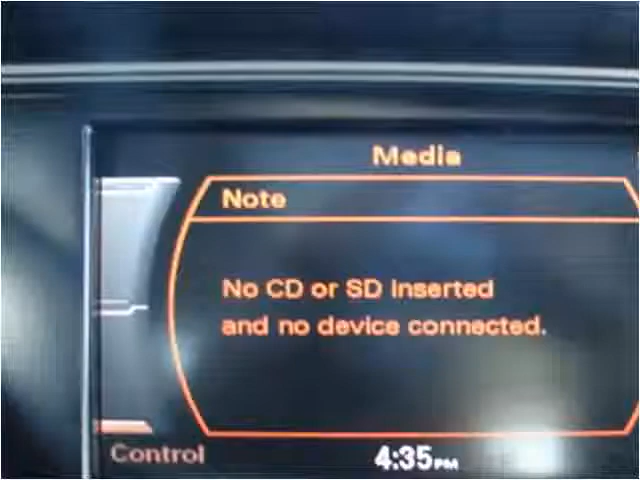 Media
Note
No CD or SD inserted
and no device connected.
Control
4:35PM